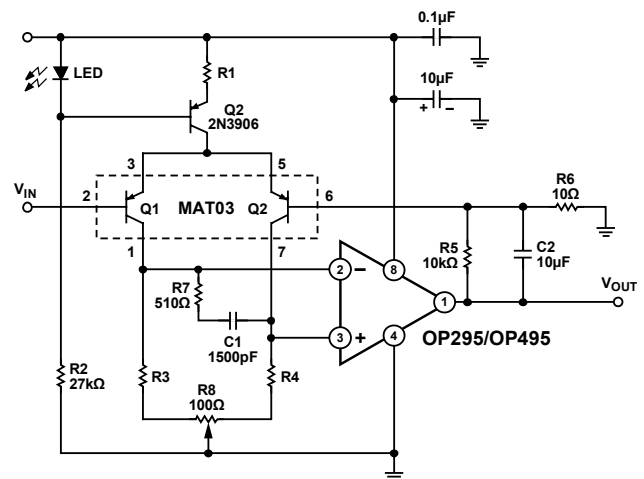 0.1µF
LED
R1
10µF
+ −
Q2
2N3906
3
5
VIN
2
MAT03
6
R6
10Ω
Q1
Q2
1
7
R5
10kΩ
C2
10µF
2
−
8
R7
510Ω
1
VOUT
C1
1500pF
3
+
4
OP295/OP495
R2
27kΩ
R3
R8
100Ω
R4